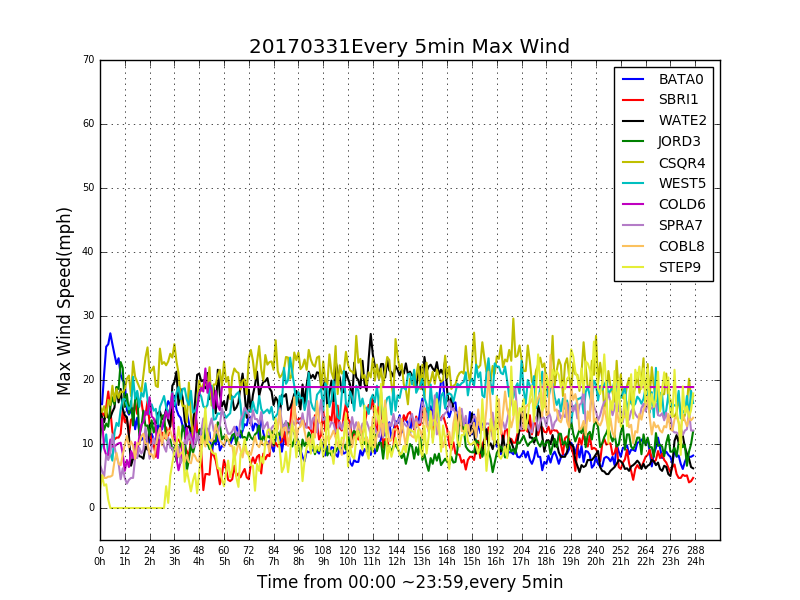 20170331Every 5min Max Wind
70
60
50
40
30
20
10
0
Max Wind Speed(mph)
BATA0
SBRI1
WATE2
JORD3
CSQR4
WEST5
COLD6
SPRA7
COBL8
STEP9
0 12 24 36 48 60 72 84 96 108 120 132 144 156 168 180 192 204 216 228 240 252 264 276 288
0h 1h 2h 3h 4h 5h 6h 7h 8h 9h 10h 11h 12h 13h 14h 15h 16h 17h 18h 19h 20h 21h 22h 23h 24h
Time from 00:00 ~23:59,every 5min